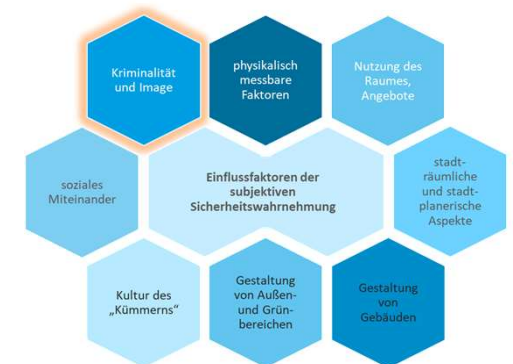 Kriminalität
und Image
physikalisch
messbare
Faktoren
Nutzung des
Raumes,
Angebote
soziales
Miteinander
Einflussfaktoren der
subjektiven
Sicherheitswahrnehmung
stadt-
räumliche
und stadt-
planerische
Aspekte
Kultur des
„Kümmerns“
Gestaltung
von Außen-
und Grün-
bereichen
Gestaltung
von
Gebäuden